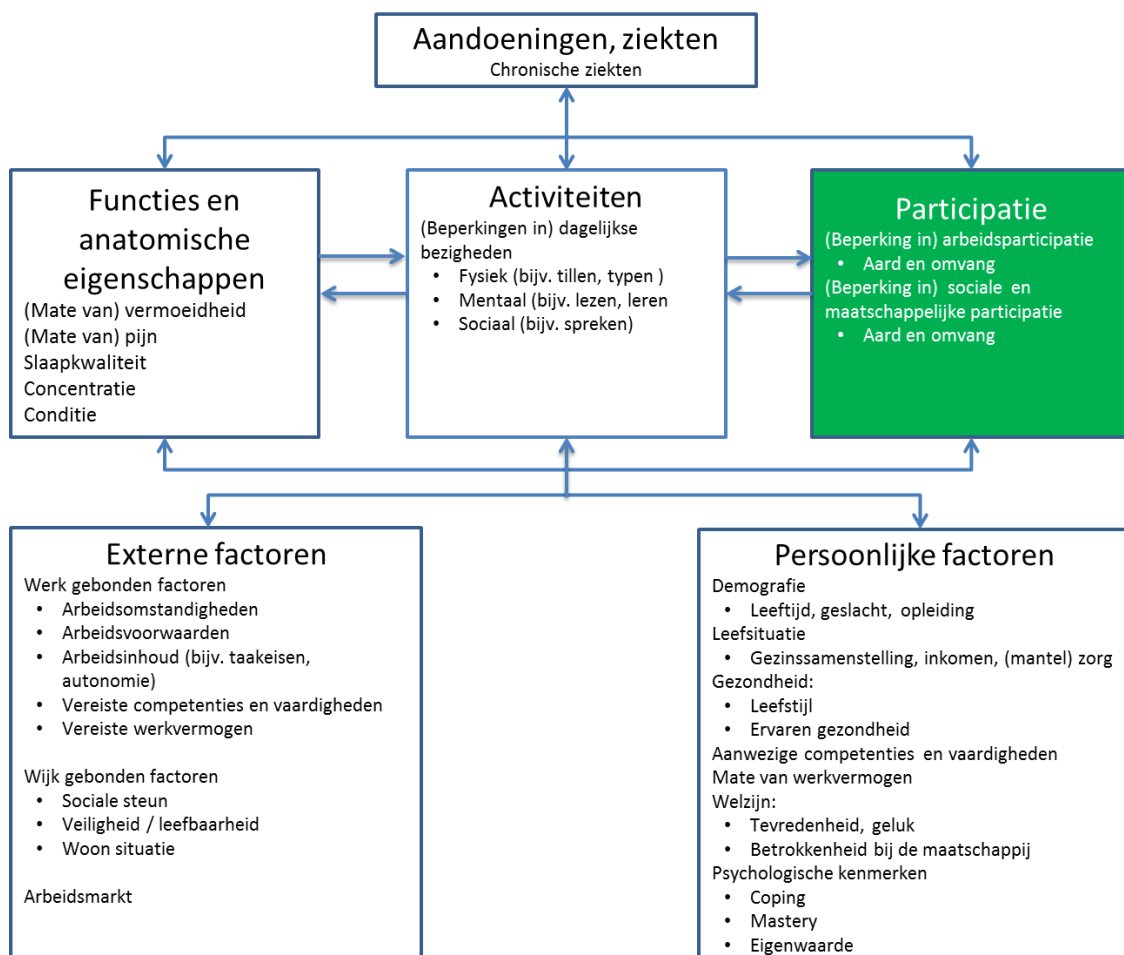 Aandoeningen, ziekten
Chronische ziekten
Functies en
anatomische
eigenschappen
(Mate van) vermoeidheid
(Mate van) pijn
Slaapkwaliteit
Concentratie
Conditie
Activiteiten
(Beperkingen in) dagelijkse
bezigheden
• Fysiek (bijv. tillen, typen )
• Mentaal (bijv. lezen, leren
• Sociaal (bijv. spreken)
Participatie
(Beperking in) arbeidsparticipatie
• Aard en omvang
(Beperking in) sociale en
maatschappelijke participatie
• Aard en omvang
Externe factoren
Werk gebonden factoren
• Arbeidsomstandigheden
• Arbeidsvoorwaarden
• Arbeidsinhoud (bijv. taakeisen,
autonomie)
• Vereiste competenties en vaardigheden
• Vereiste werkvermogen
Wijk gebonden factoren
• Sociale steun
• Veiligheid / leefbaarheid
• Woon situatie
Arbeidsmarkt
Persoonlijke factoren
Demografie
• Leeftijd, geslacht, opleiding
Leefsituatie
• Gezinssamenstelling, inkomen, (mantel) zorg
Gezondheid:
• Leefstijl
• Ervaren gezondheid
Aanwezige competenties en vaardigheden
Mate van werkvermogen
Welzijn:
• Tevredenheid, geluk
• Betrokkenheid bij de maatschappij
Psychologische kenmerken
• Coping
• Mastery
• Eigenwaarde